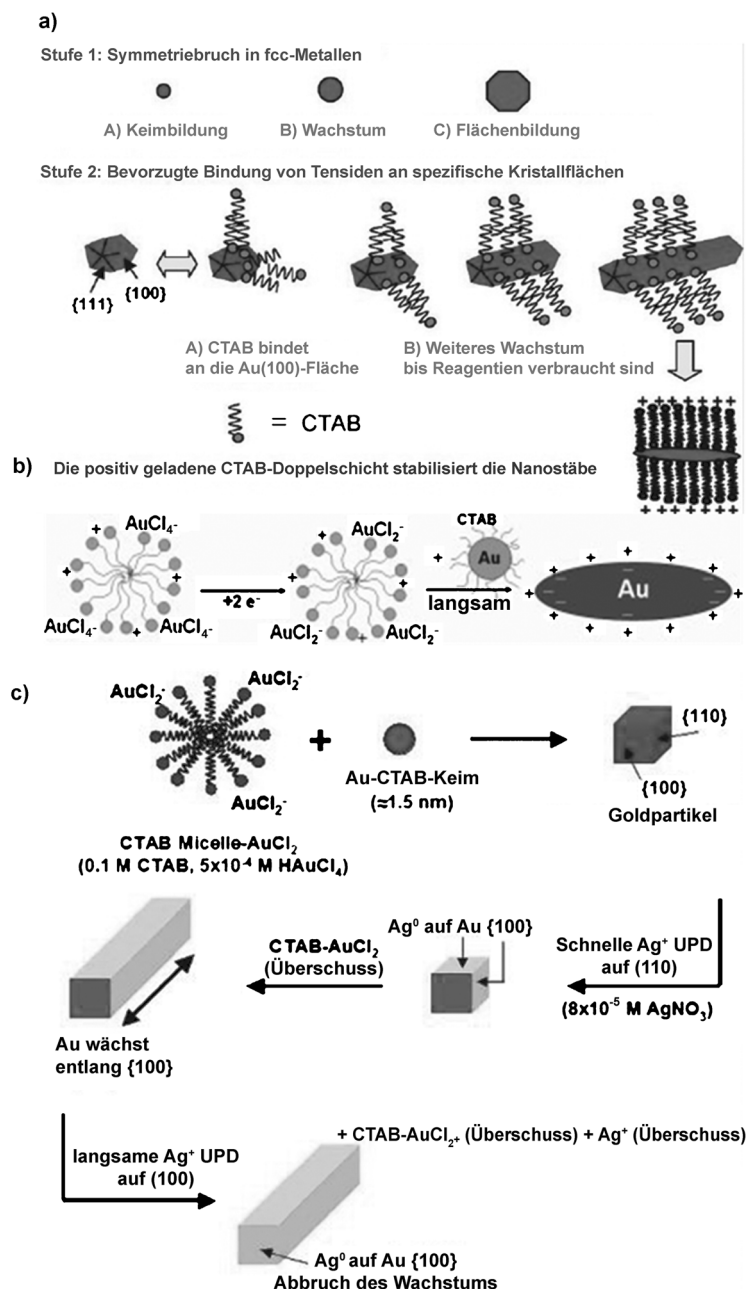 a)
Stufe 1: Symmetriebruch in fcc-Metallen
A) Keimbildung
B) Wachstum
C) Flächenbildung
Stufe 2: Bevorzugte Bindung von Tensiden an spezifische Kristallflächen
{111}
{100}
A) CTAB bindet
an die Au(100)-Fläche
B) Weiteres Wachstum
bis Reagentien verbraucht sind
= CTAB
+ + + + + + +
+ + + + + + +
b)
Die positiv geladene CTAB-Doppelschicht stabilisiert die Nanostäbe
AuCl4-
AuCl4-
AuCl4-
+2 e-
AuCl2-
AuCl2-
AuCl2-
+
CTAB
Au
langsam
Au
c)
AuCl2-
AuCl2-
AuCl2-
+
Au-CTAB-Keim
(≈1.5 nm)
{110}
{100}
Goldpartikel
CTAB Micelle-AuCl2
(0.1 M CTAB, 5x10-4 M HAuCl4)
Schnelle Ag+ UPD
auf (110)
(8x10-5 M AgNO3)
Ag0 auf Au {100}
CTAB-AuCl2
(Überschuss)
Au wächst
entlang {100}
langsame Ag+ UPD
auf (100)
+ CTAB-AuCl2+ (Überschuss) + Ag+ (Überschuss)
Ag0 auf Au {100}
Abbruch des Wachstums